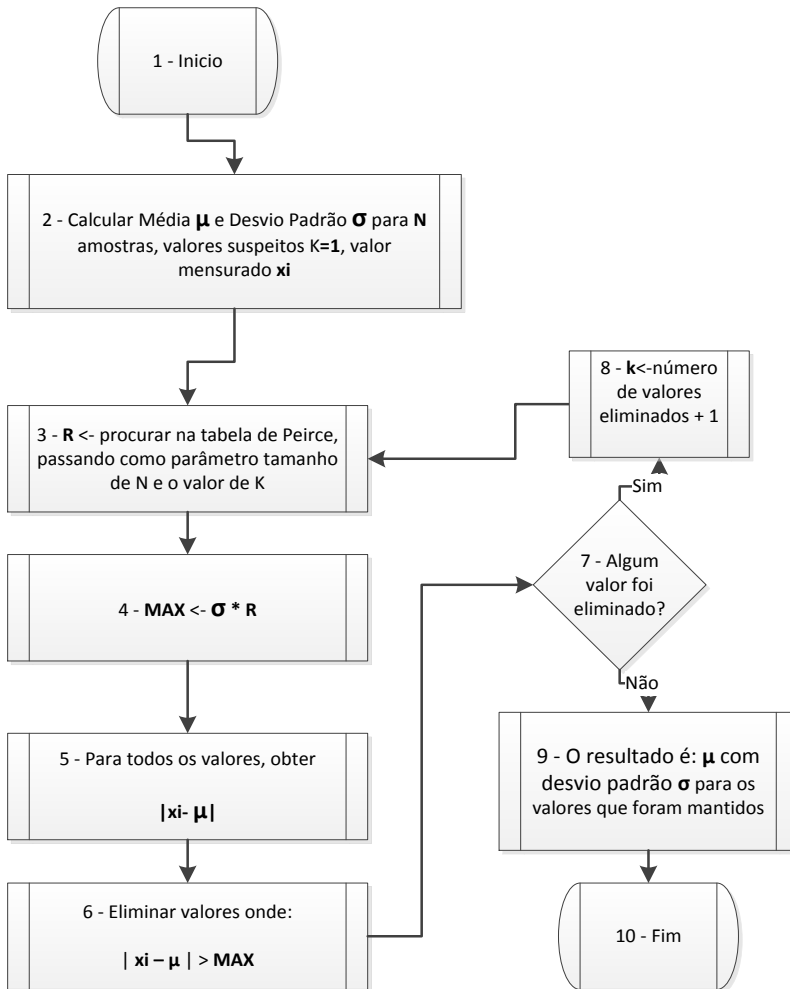 1 - Inicio
2 - Calcular Média μ e Desvio Padrão σ para N
amostras, valores suspeitos K=1, valor
mensurado xi
3 - R <- procurar na tabela de Peirce,
passando como parâmetro tamanho
de N e o valor de K
4 - MAX <- σ * R
5 - Para todos os valores, obter
|xi- μ|
6 - Eliminar valores onde:
| xi – μ | > MAX
7 - Algum
valor foi
eliminado?
Sim
8 - k<-número
de valores
eliminados + 1
Não
9 - O resultado é: μ com
desvio padrão σ para os
valores que foram mantidos
10 - Fim